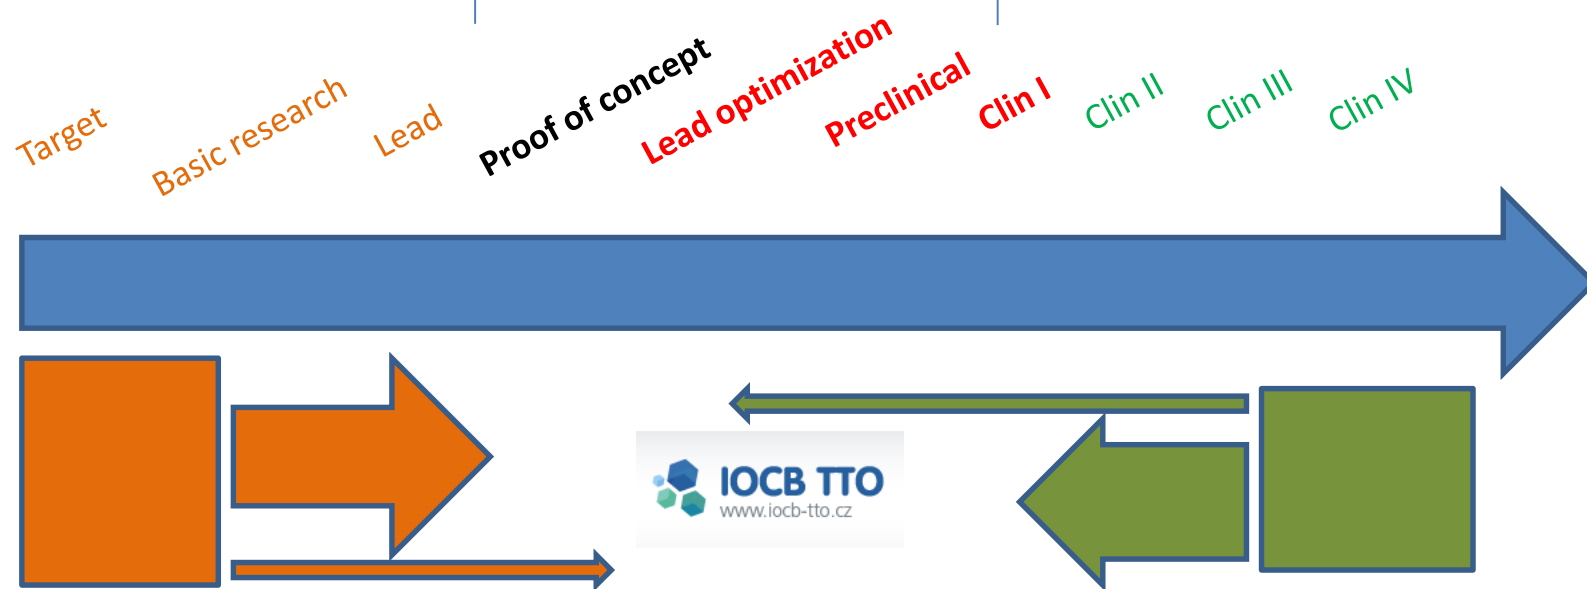 Target
Basic research
Lead
Proof of concept
Lead optimization
Preclinical
Clin I
Clin II
Clin III
Clin IV
IOCB TTO
www.iocb-tto.cz